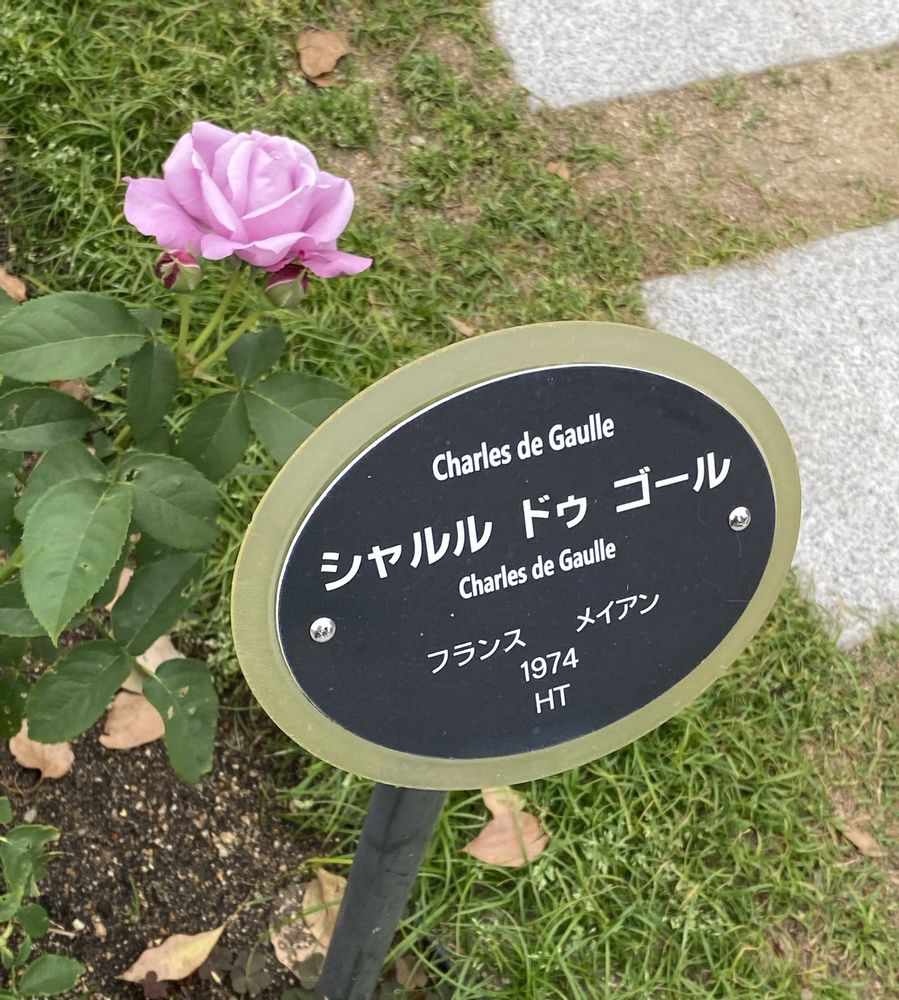 Charles de Gaulle
シャルル ドゥ ゴール
Charles de Gaulle
フランス メイアン
1974
HT